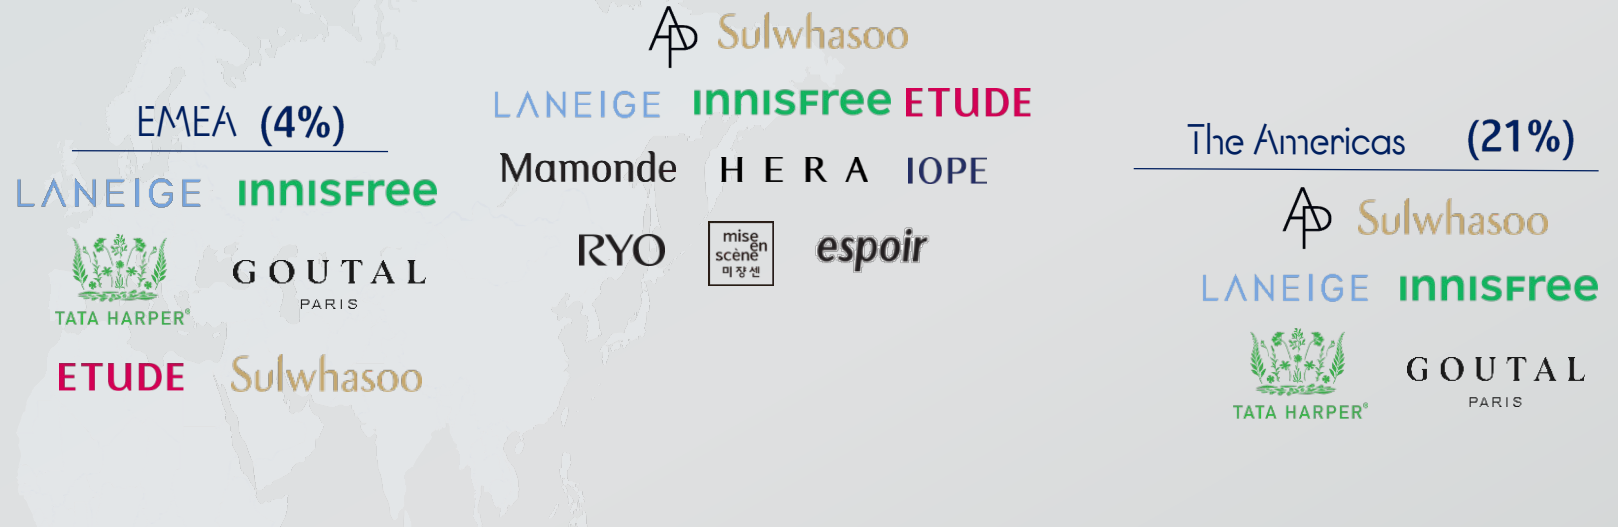 EMEA (4%)
LANEIGE innisfree
TATA HARPER®
GOUTAL
PARIS
ETUDE Sulwhasoo
AP Sulwhasoo
LANEIGE innisfree ETUDE
Mamonde HERA IOPE
RYO
mise
en
scène
미쟝센
espoir
The Americas (21%)
AP Sulwhasoo
LANEIGE innisfree
TATA HARPER®
GOUTAL
PARIS